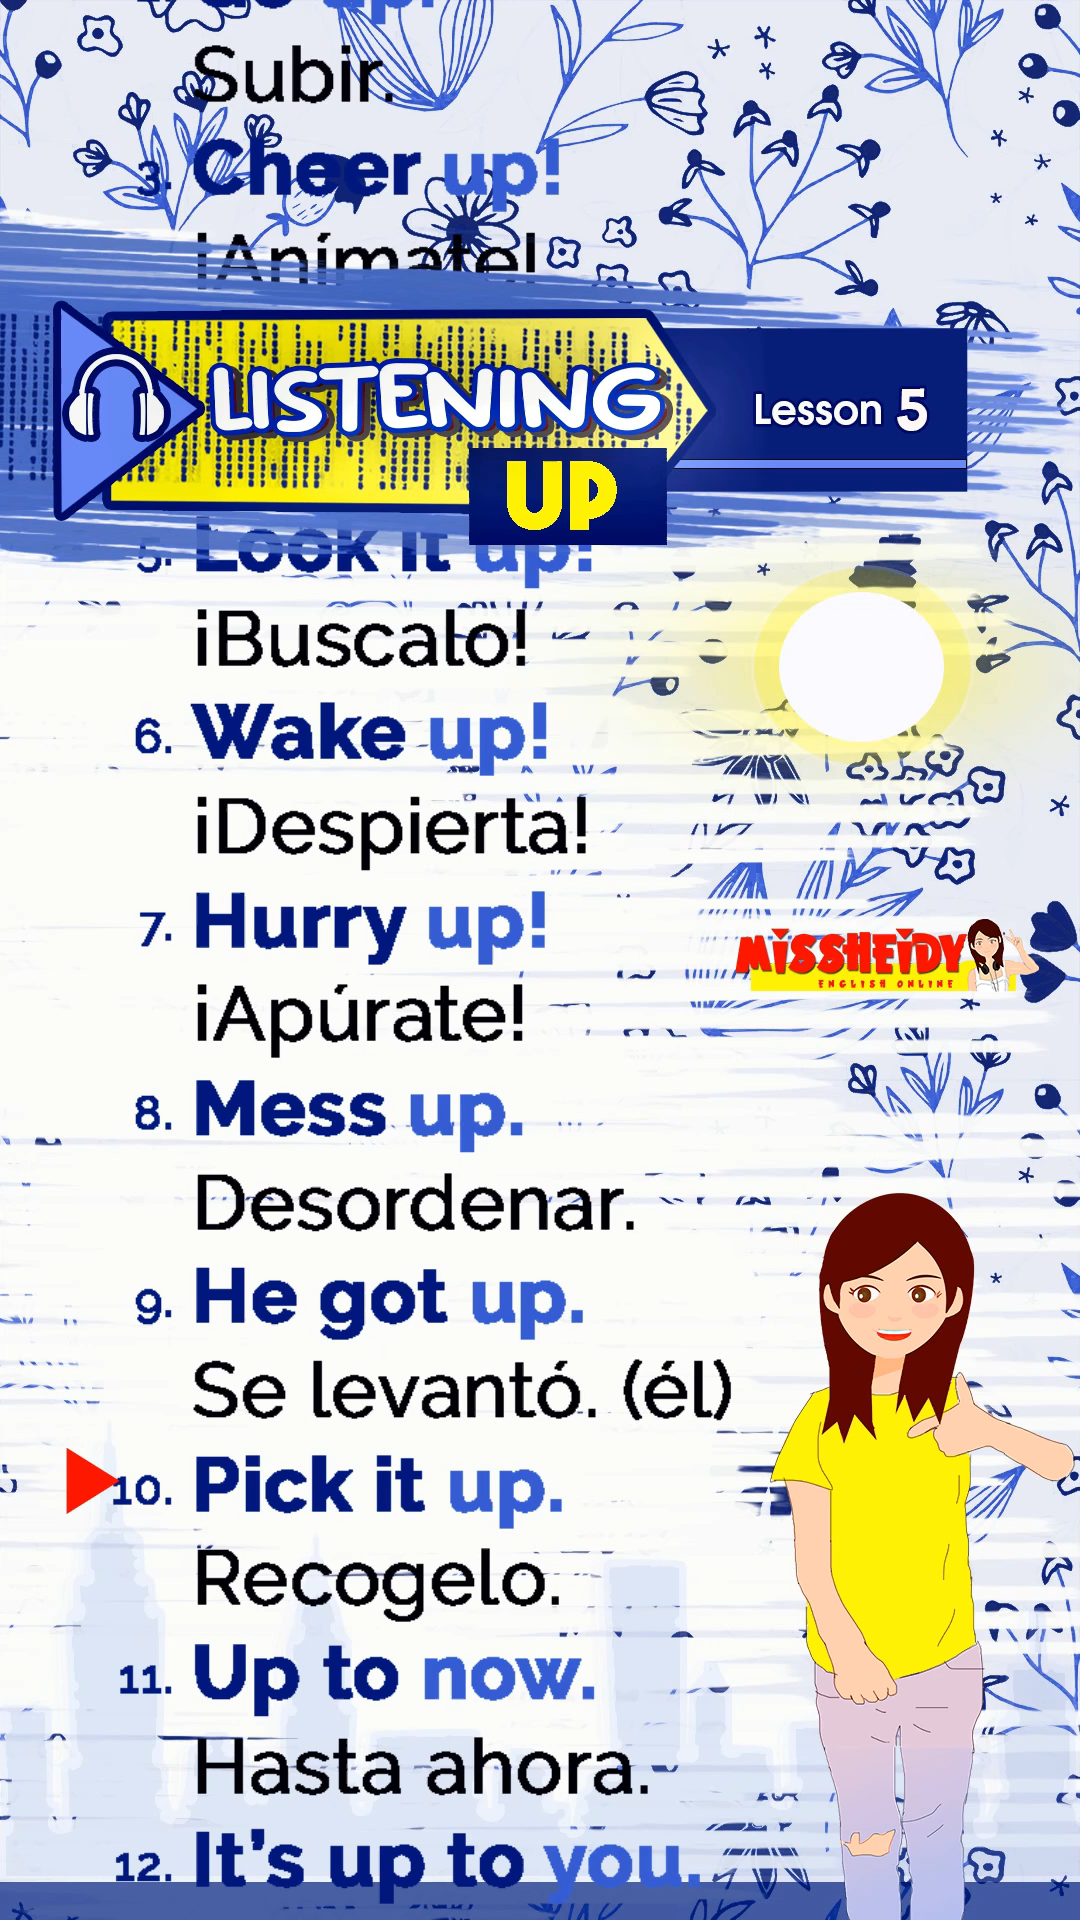 up!
Subir.
3. Cheer up!
¡Anímate!
LISTENING
Lesson 5
UP
5. Look it up!
¡Buscalo!
6. Wake up!
¡Despierta!
7. Hurry up!
MISSHEIDY
ENGLISH ONLINE
¡Apúrate!
8. Mess up.
Desordenar.
9. He got up.
Se levantó. (él)
10. Pick it up.
Recogelo.
11. Up to now.
Hasta ahora.
12. It's up to you.